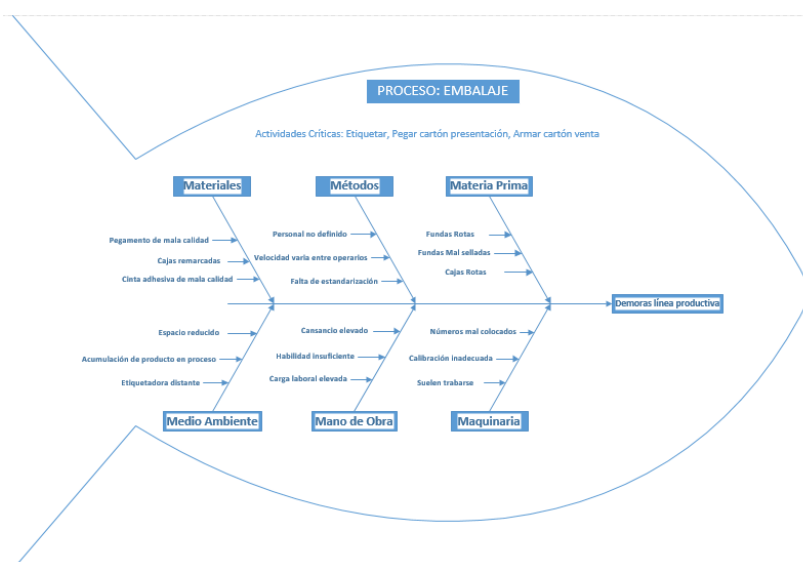 PROCESO: EMBALAJE
Actividades Críticas: Etiquetar, Pegar cartón presentación, Armar cartón venta
Materiales
Métodos
Materia Prima
Pegamento de mala calidad
Cajas remarcadas
Cinta adhesiva de mala calidad
Personal no definido
Velocidad varia entre operarios
Falta de estandarización
Fundas Rotas
Fundas Mal selladas
Cajas Rotas
Demoras línea productiva
Espacio reducido
Acumulación de producto en proceso
Etiquetadora distante
Cansancio elevado
Habilidad insuficiente
Carga laboral elevada
Números mal colocados
Calibración inadecuada
Suelen trabarse
Medio Ambiente
Mano de Obra
Maquinaria